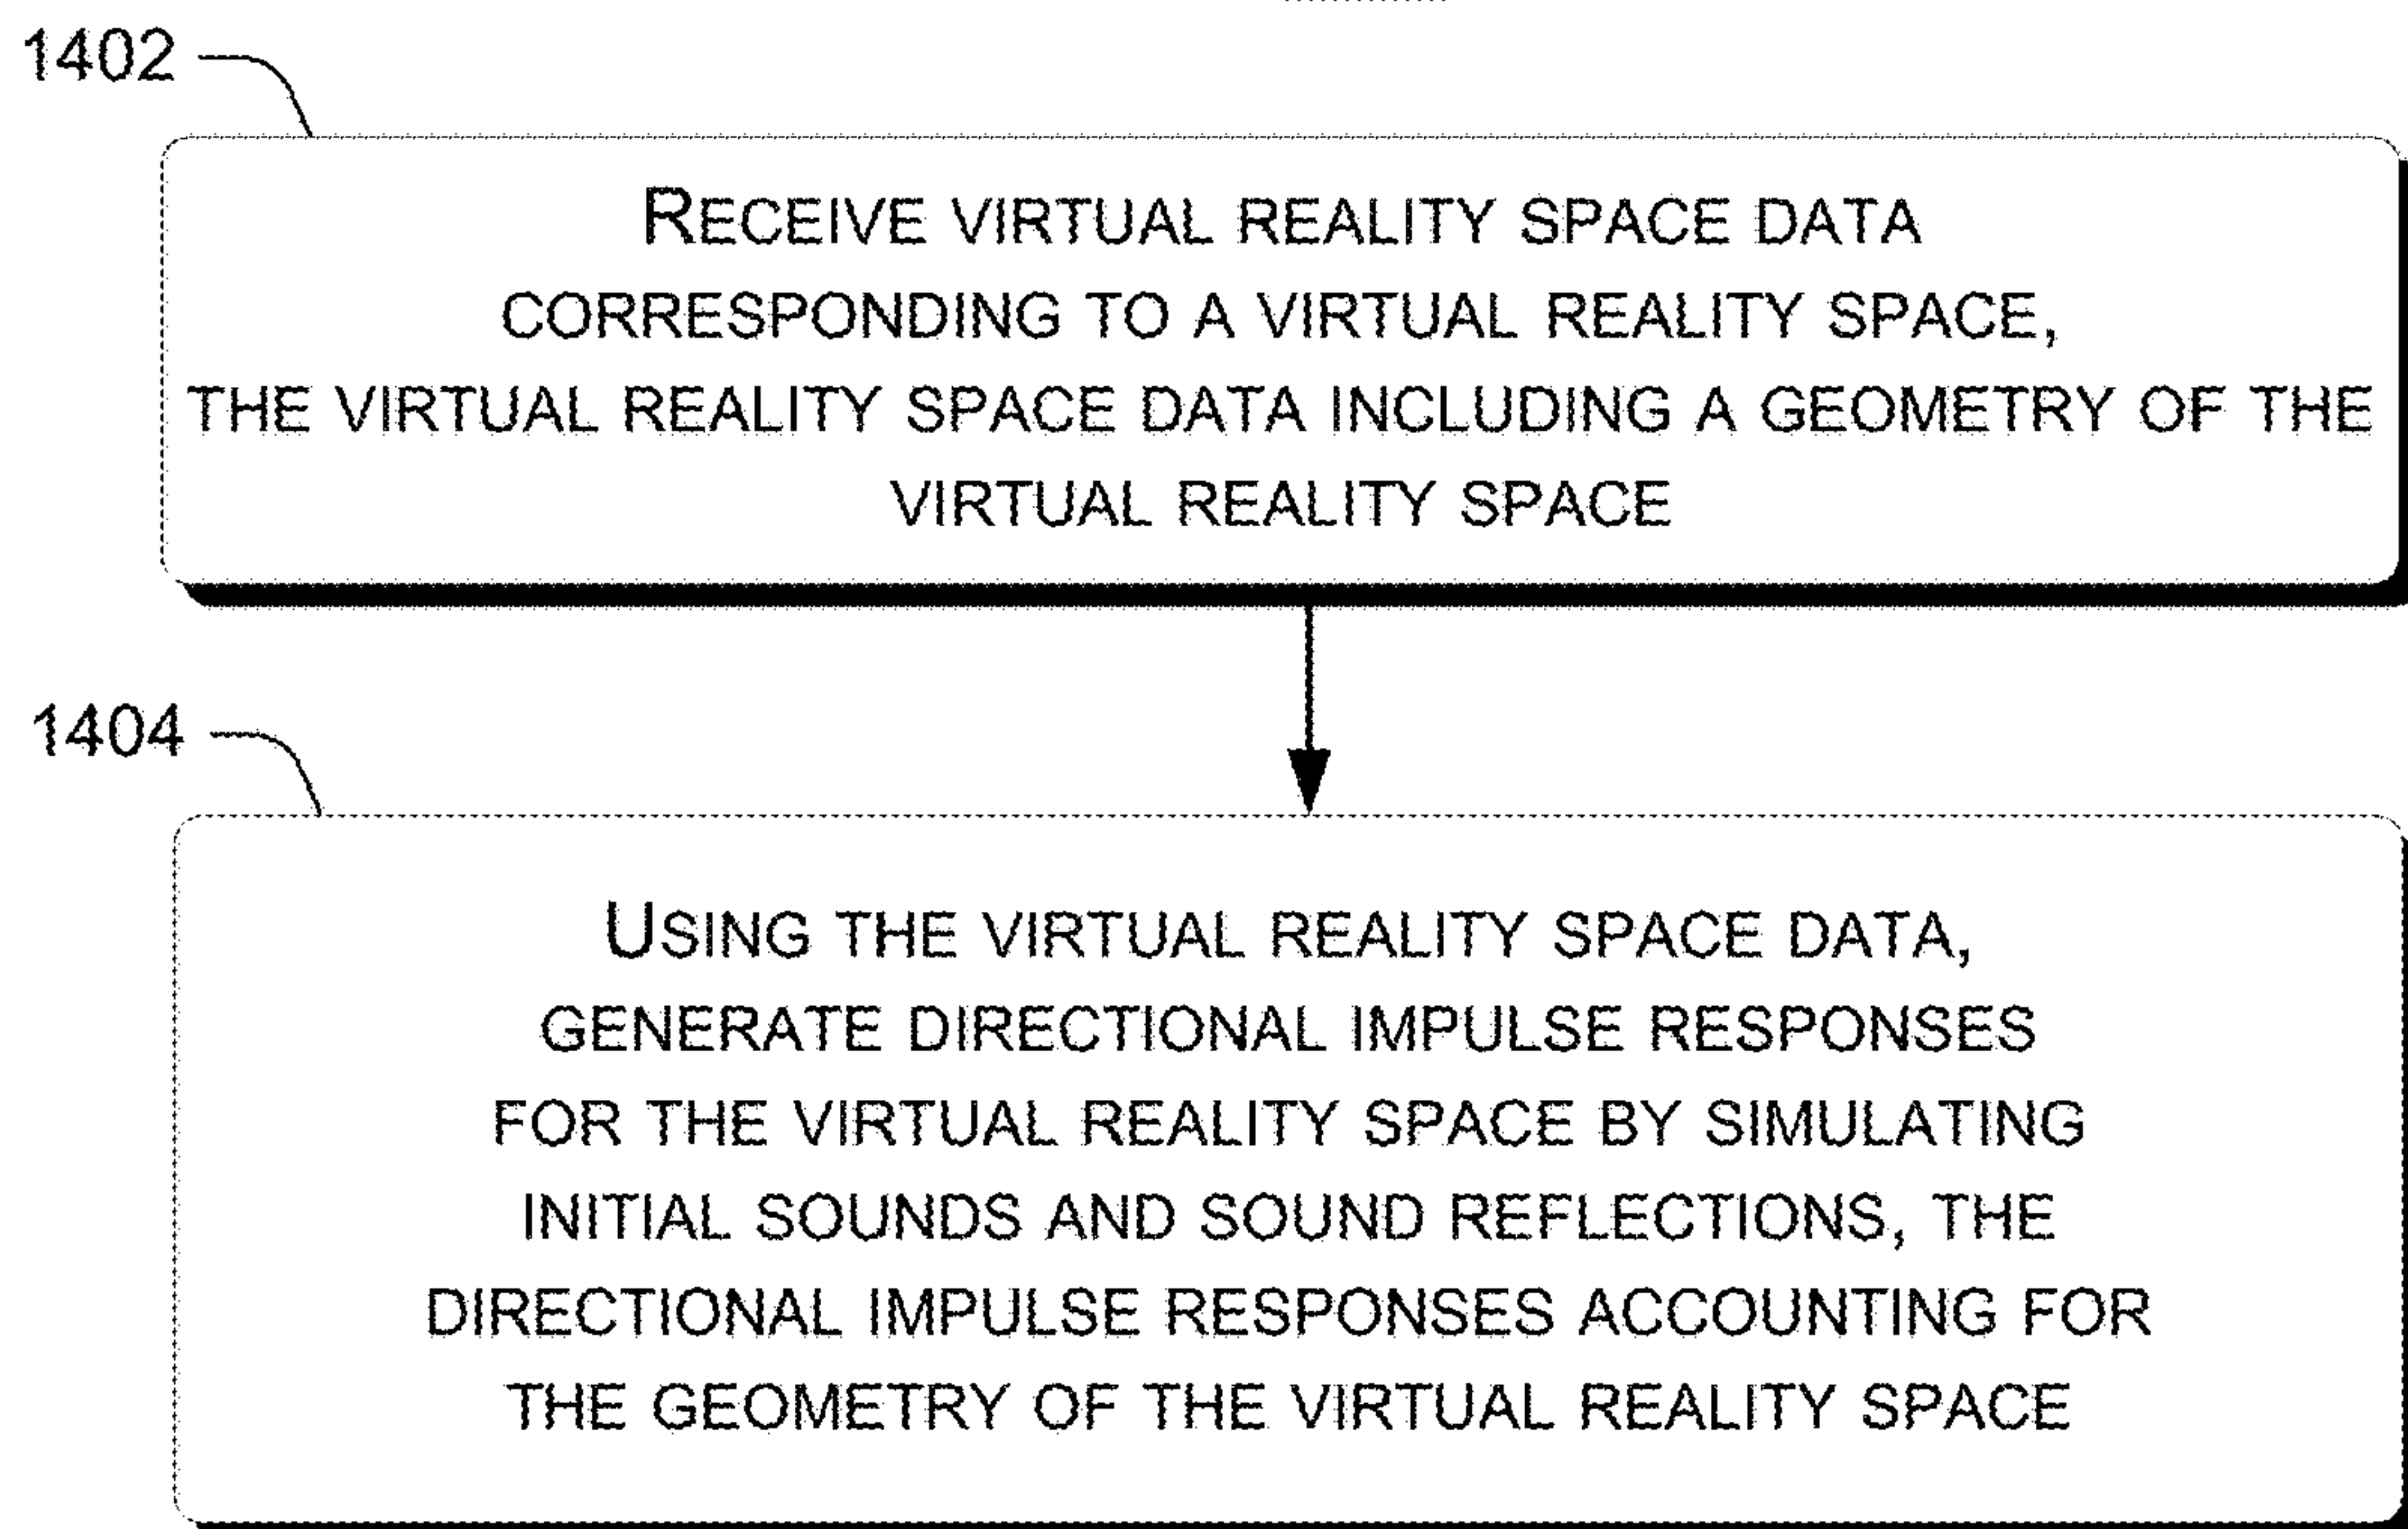 1402
RECEIVE VIRTUAL REALITY SPACE DATA
CORRESPONDING TO A VIRTUAL REALITY SPACE,
THE VIRTUAL REALITY SPACE DATA INCLUDING A GEOMETRY OF THE
VIRTUAL REALITY SPACE
1404
USING THE VIRTUAL REALITY SPACE DATA,
GENERATE DIRECTIONAL IMPULSE RESPONSES
FOR THE VIRTUAL REALITY SPACE BY SIMULATING
INITIAL SOUNDS AND SOUND REFLECTIONS, THE
DIRECTIONAL IMPULSE RESPONSES ACCOUNTING FOR
THE GEOMETRY OF THE VIRTUAL REALITY SPACE